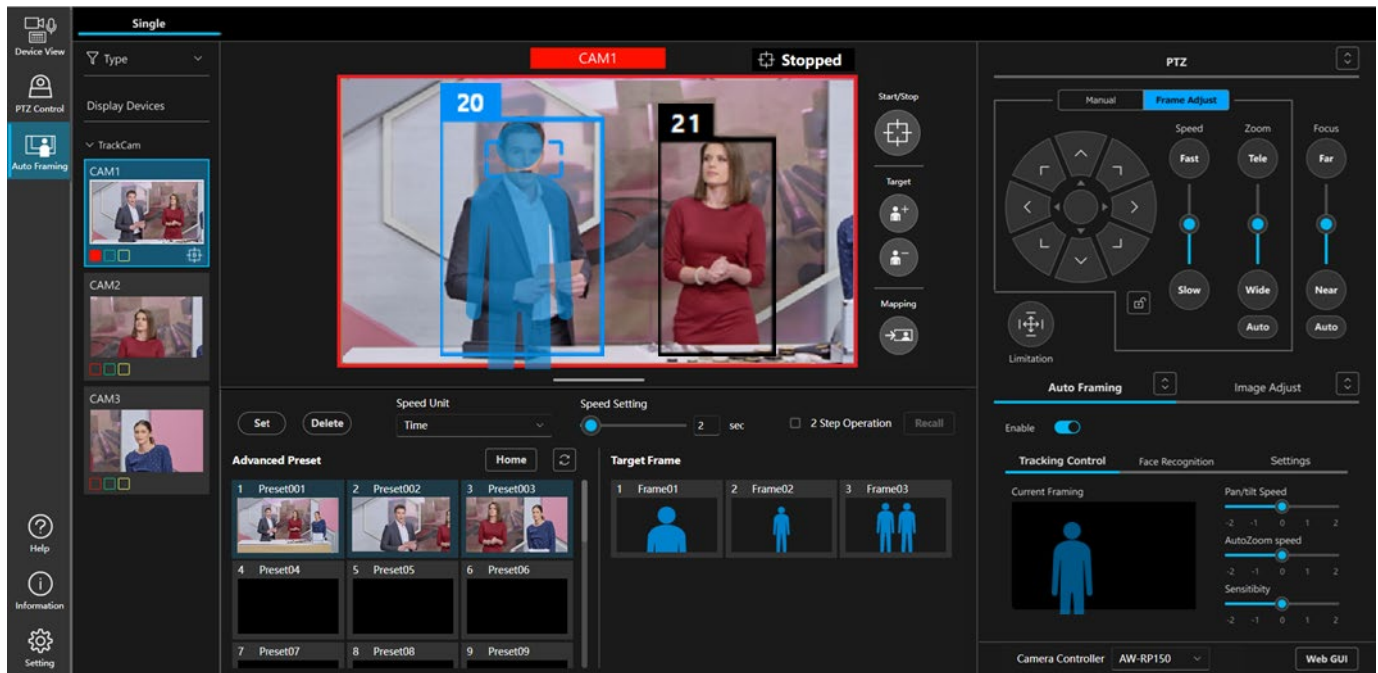 Single
Device View
PTZ Control
Auto Framing
Help
Information
Setting
Type
Display Devices
TrackCam
CAM1
CAM2
CAM3
CAM1
Stopped
20
21
Start/Stop
Target
Mapping
Set
Delete
Speed Unit
Time
Speed Setting
2 sec
2 Step Operation
Recall
Advanced Preset
Home
1 Preset001
2 Preset002
3 Preset003
4 Preset04
5 Preset05
6 Preset06
7 Preset07
8 Preset08
9 Preset09
Target Frame
1 Frame01
2 Frame02
3 Frame03
PTZ
Manual
Frame Adjust
Speed
Zoom
Focus
Fast
Tele
Far
Slow
Wide
Near
Auto
Auto
Limitation
Auto Framing
Image Adjust
Enable
Tracking Control
Face Recognition
Settings
Current Framing
Pan/tilt Speed
-2 -1 0 1 2
AutoZoom speed
-2 -1 0 1 2
Sensitibity
-2 -1 0 1 2
Camera Controller
AW-RP150
Web GUI